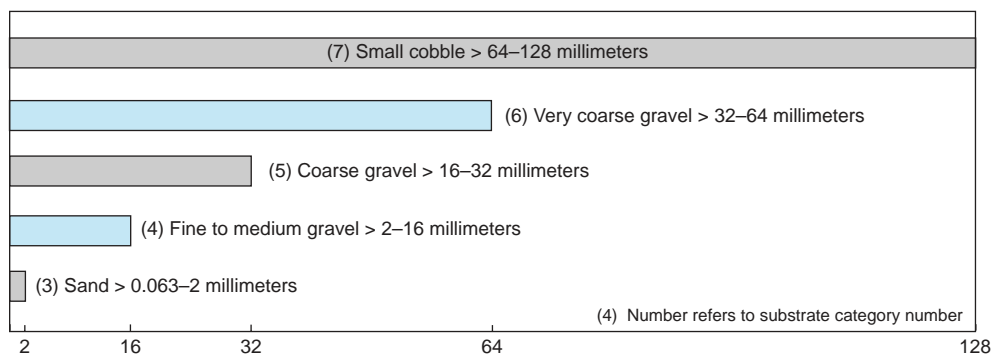 (7) Small cobble > 64–128 millimeters
(6) Very coarse gravel > 32–64 millimeters
(5) Coarse gravel > 16–32 millimeters
(4) Fine to medium gravel > 2–16 millimeters
(3) Sand > 0.063–2 millimeters
(4) Number refers to substrate category number
2 16 32 64 128